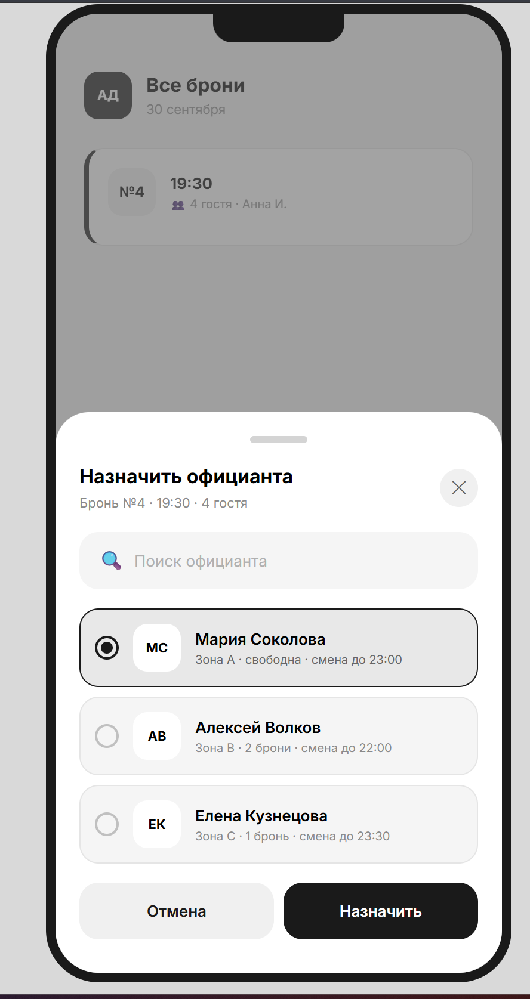 АД
Все брони
30 сентября
№4
19:30
4 гостя · Анна И.
Назначить официанта
Бронь №4 · 19:30 · 4 гостя
Поиск официанта
МС
Мария Соколова
Зона A · свободна · смена до 23:00
АВ
Алексей Волков
Зона B · 2 брони · смена до 22:00
ЕК
Елена Кузнецова
Зона C · 1 бронь · смена до 23:30
Отмена
Назначить